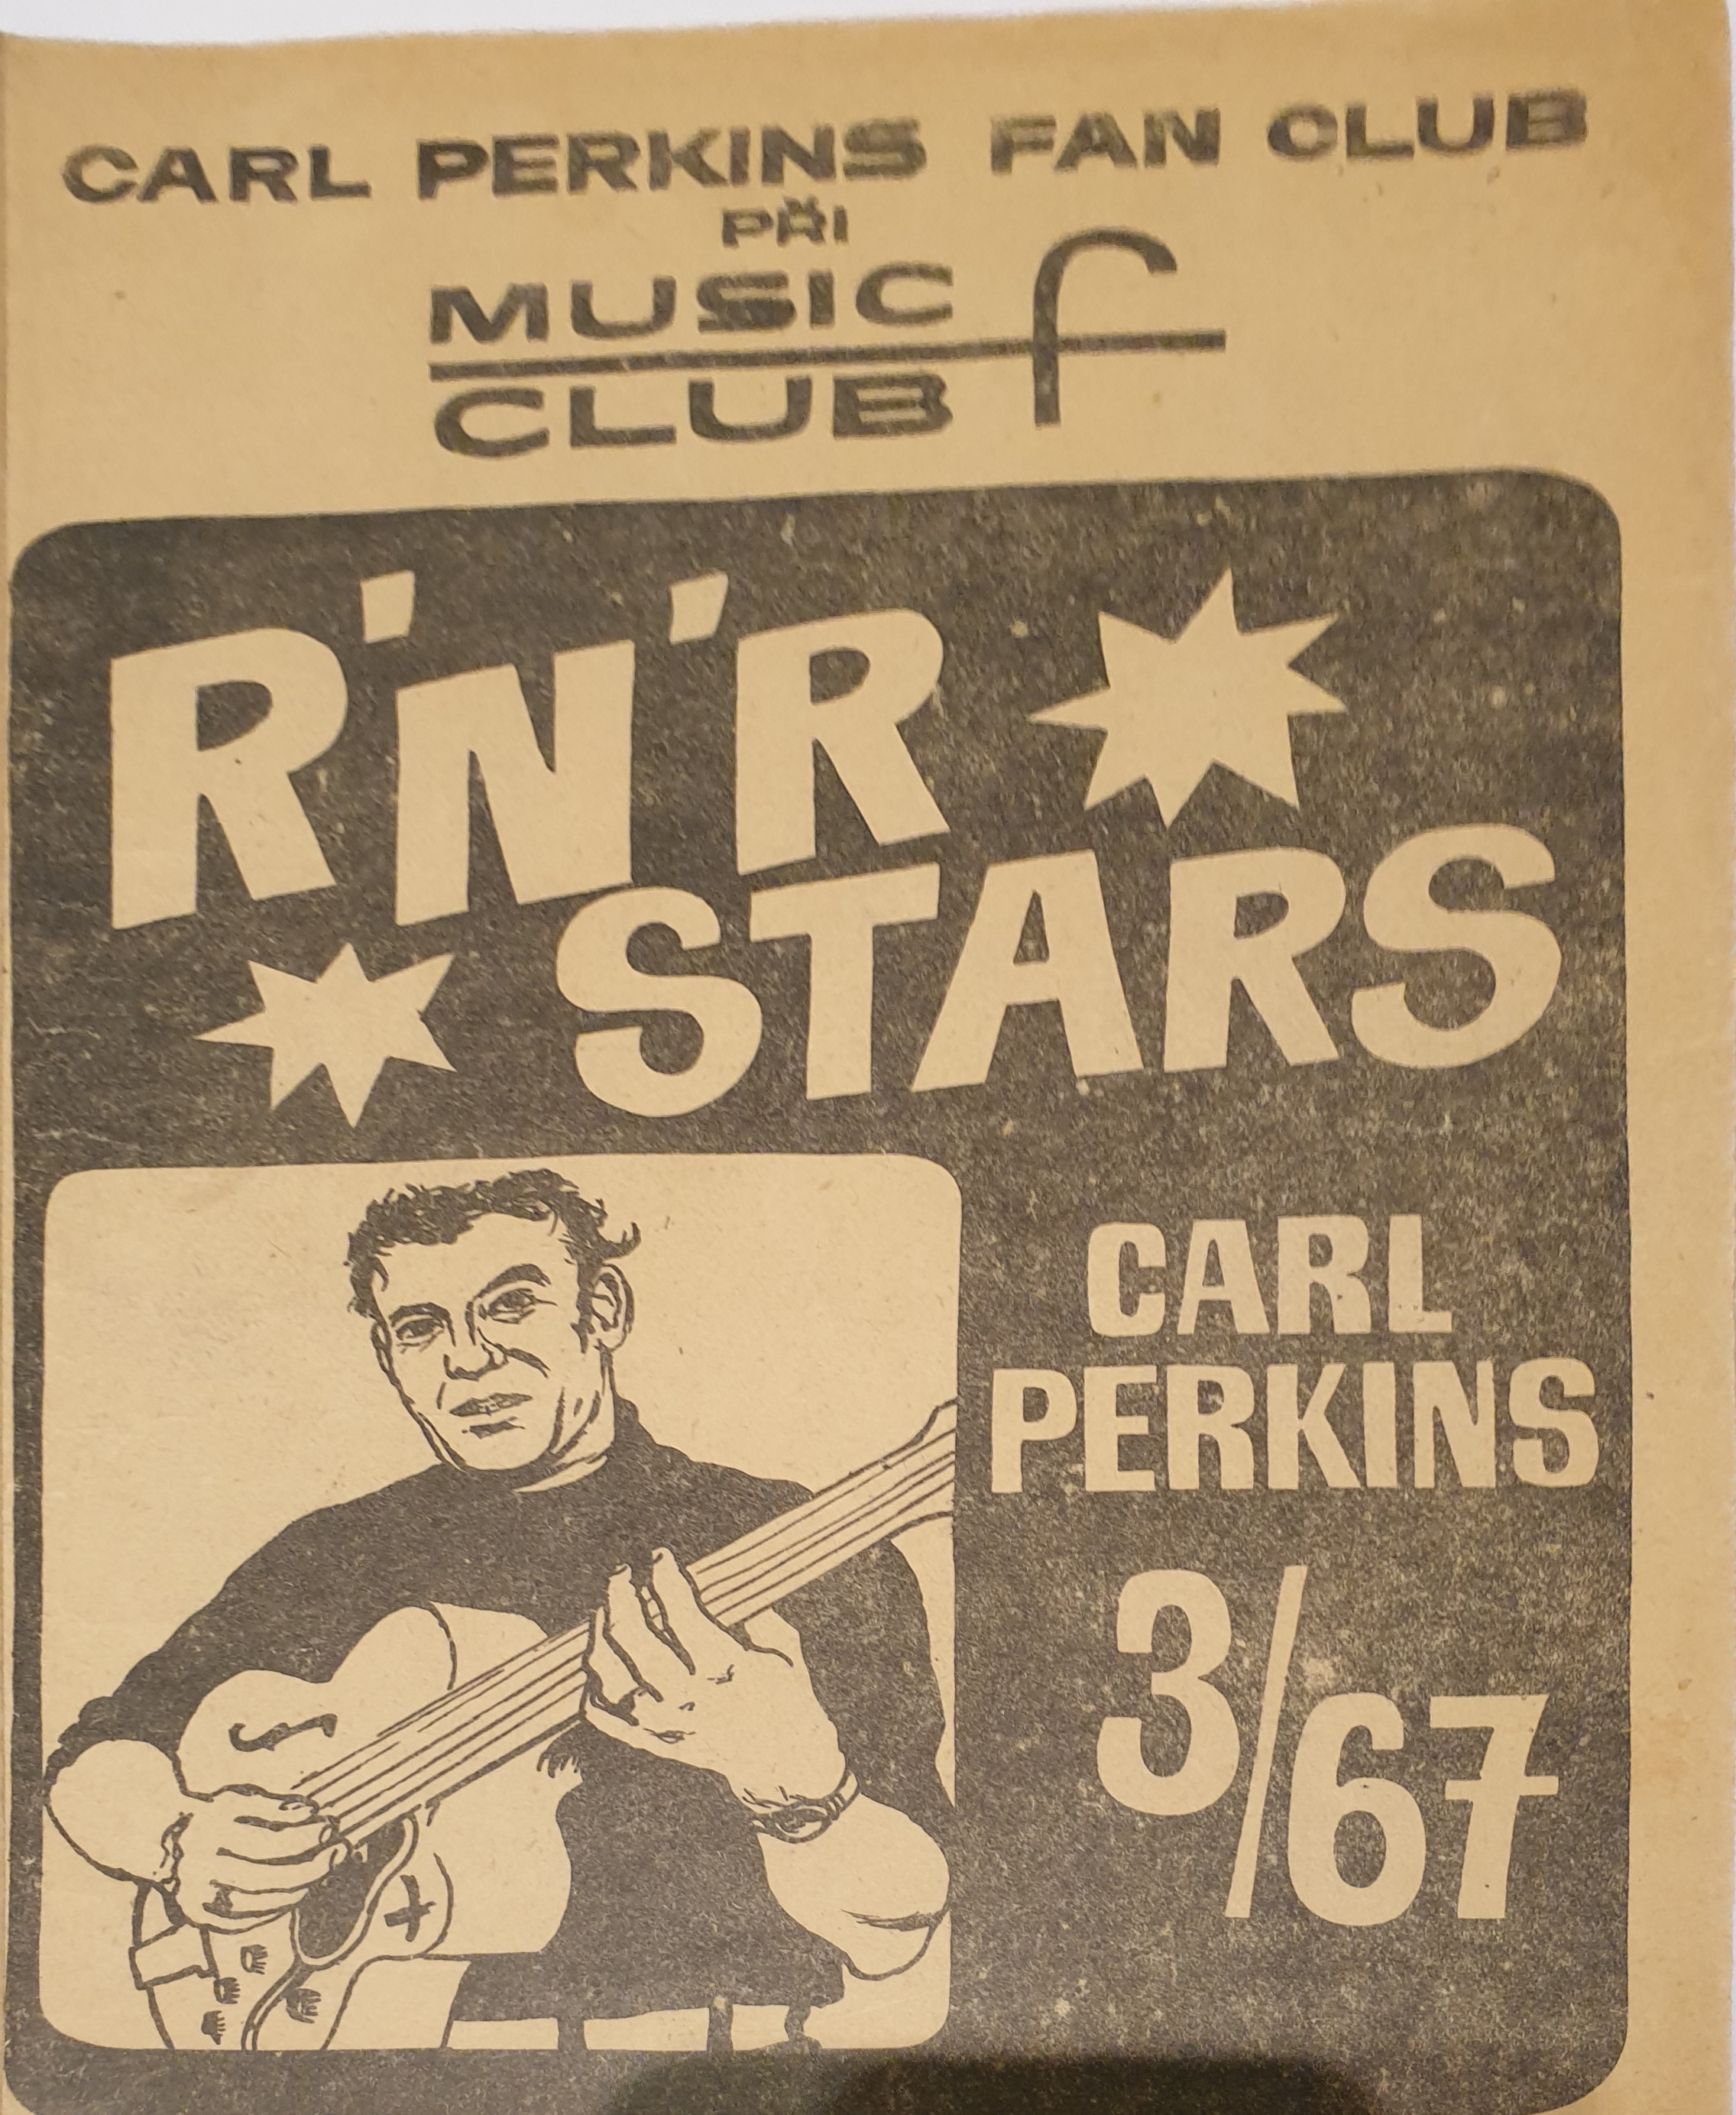 CARL PERKINS FAN CLUB
PŘI
MUSIC f
CLUB
R'N'R
STARS
CARL
PERKINS
3/67